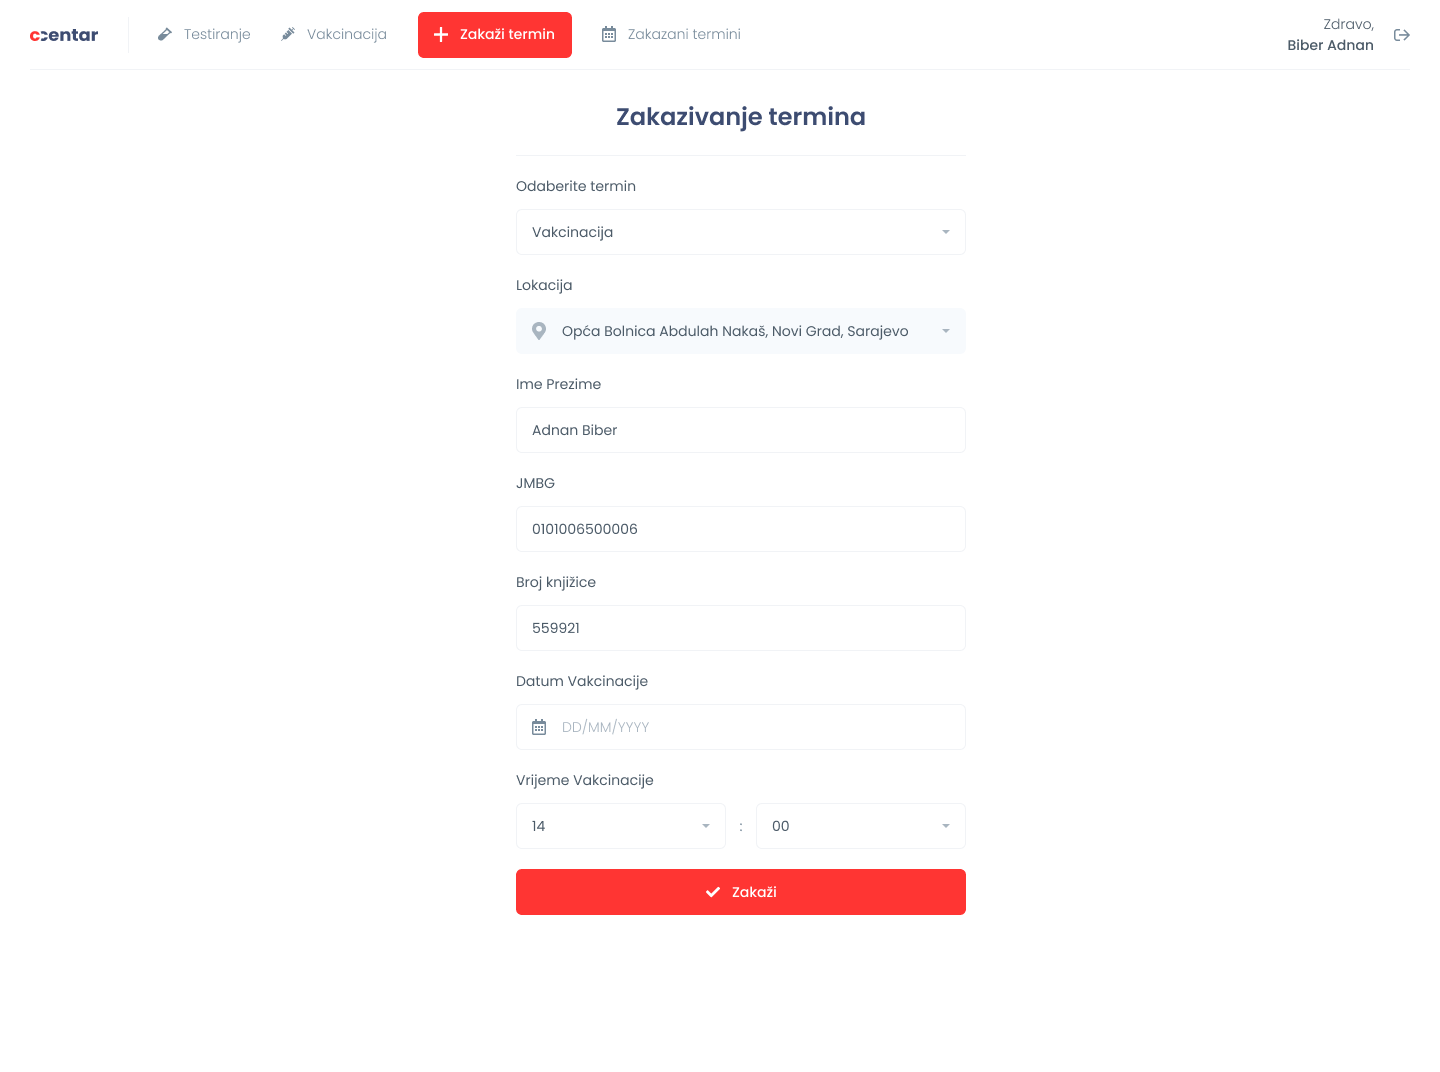 ccentar
Testiranje
Vakcinacija
Zakaži termin
Zakazani termini
Zdravo,
Biber Adnan
Zakazivanje termina
Odaberite termin
Vakcinacija
Lokacija
Opća Bolnica Abdulah Nakaš, Novi Grad, Sarajevo
Ime Prezime
Adnan Biber
JMBG
0101006500006
Broj knjižice
559921
Datum Vakcinacije
DD/MM/YYYY
Vrijeme Vakcinacije
14 : 00
Zakaži